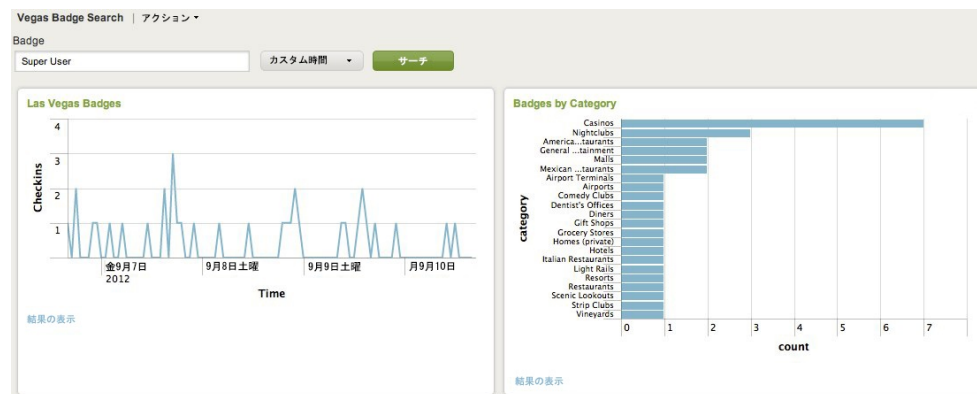 Vegas Badge Search | アクション
Badge
Super User
カスタム時間
サーチ
Las Vegas Badges
4
3
2
1
Checkins
金9月7日
2012
9月8日土曜
9月9日土曜
月9月10日
Time
結果の表示
Badges by Category
Casinos
Nightclubs
America...taurants
General ...tainment
Malls
Mexican ...taurants
Airport Terminals
Airports
Comedy Clubs
Dentist's Offices
Diners
Gift Shops
Grocery Stores
Homes (private)
Hotels
Italian Restaurants
Light Rails
Resorts
Restaurants
Scenic Lookouts
Strip Clubs
Vineyards
category
0 1 2 3 4 5 6 7
count
結果の表示